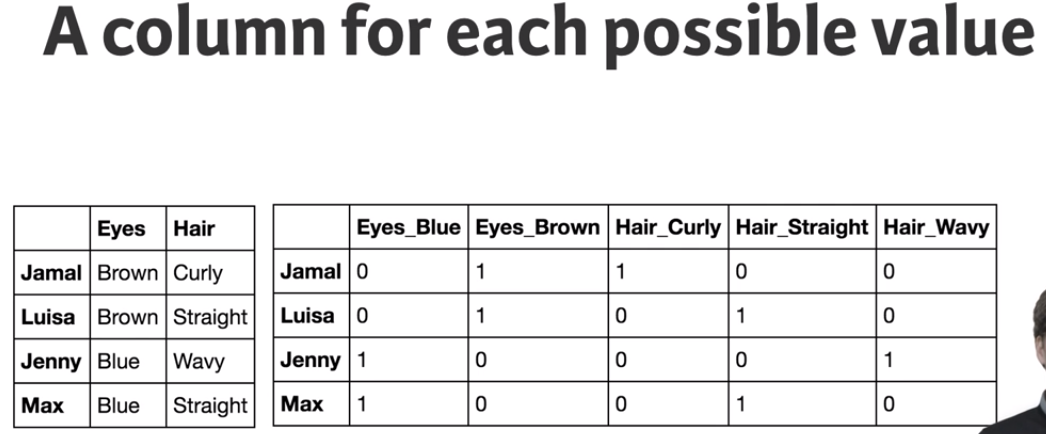 A column for each possible value
Eyes Hair
Jamal Brown Curly
Luisa Brown Straight
Jenny Blue Wavy
Max Blue Straight
Eyes_Blue Eyes_Brown Hair_Curly Hair_Straight Hair_Wavy
Jamal 0 1 1 0 0
Luisa 0 1 0 1 0
Jenny 1 0 0 0 1
Max 1 0 0 1 0